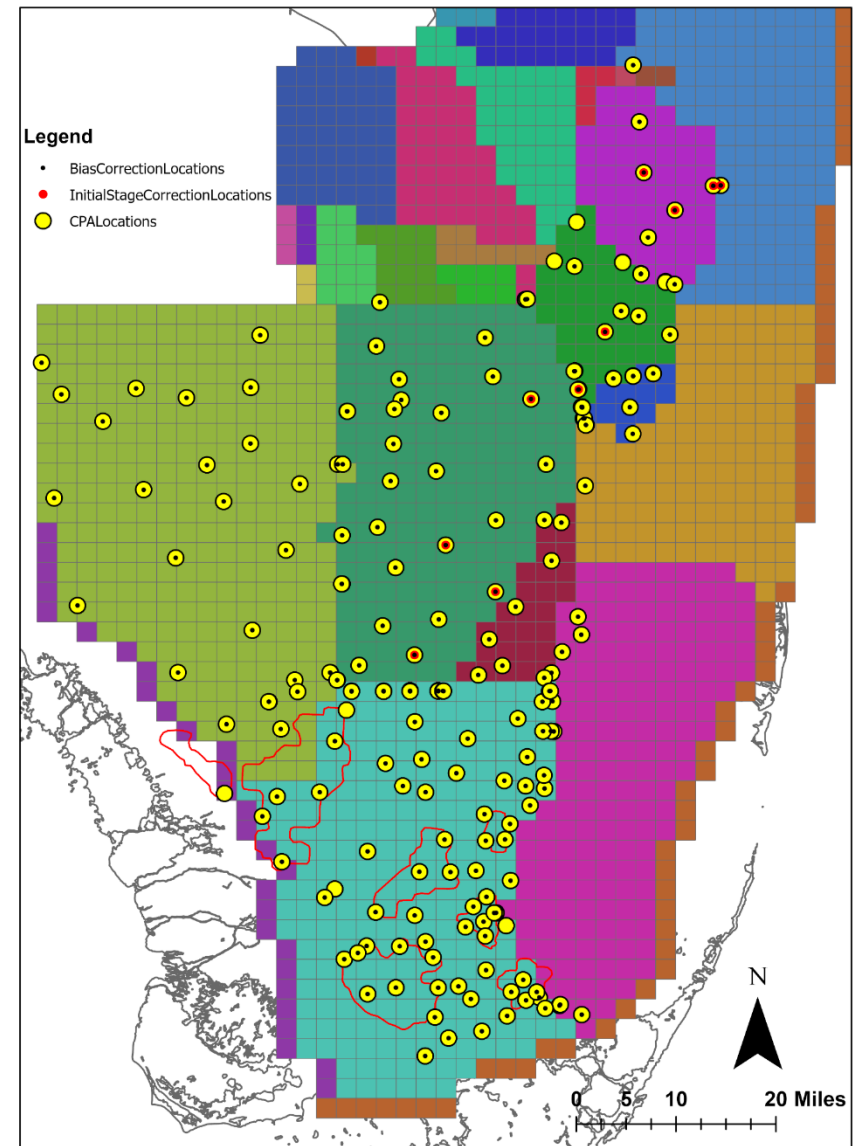 Legend
BiasCorrectionLocations
InitialStageCorrectionLocations
CPALocations
N
0 5 10 20 Miles